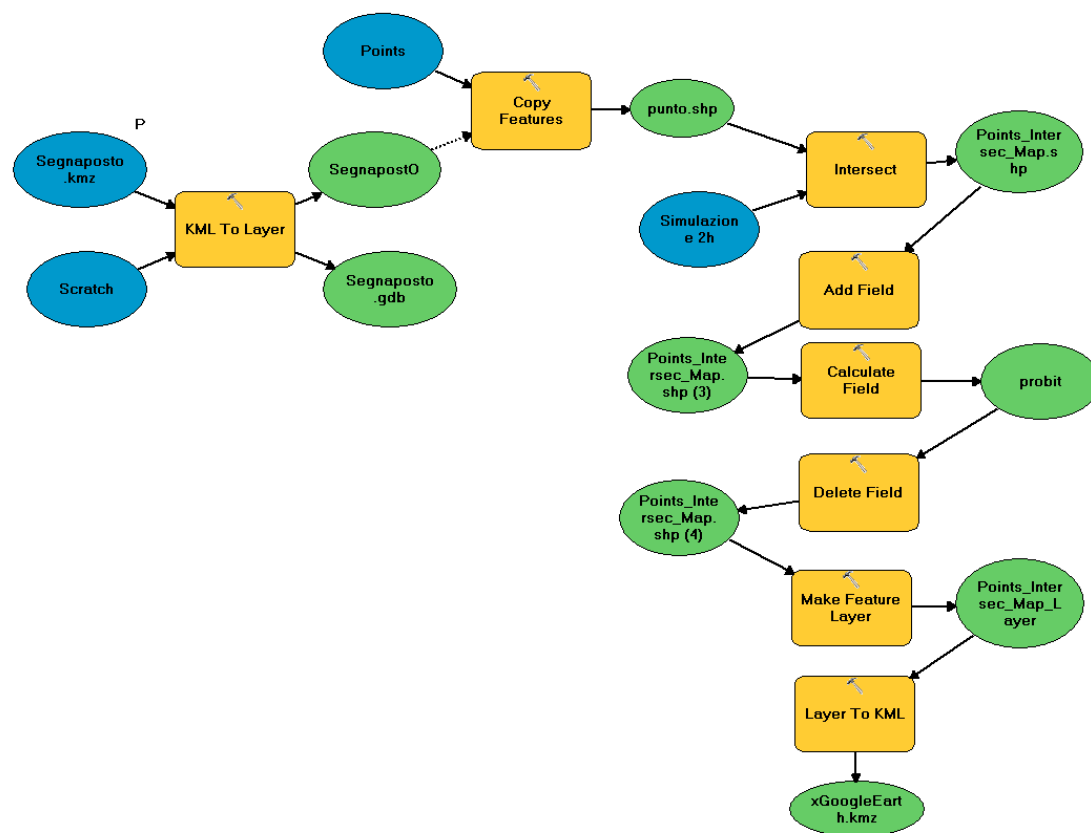 Points
Copy
Features
punto.shp
P
Segnaposto
.kmz
SegnapostO
KML To Layer
Scratch
Segnaposto
.gdb
Intersect
Points_Inter
sec_Map.s
hp
Simulazion
e 2h
Add Field
Points_Inte
rsec_Map.
shp (3)
Calculate
Field
probit
Delete Field
Points_Inte
rsec_Map.
shp (4)
Make Feature
Layer
Points_Inter
sec_Map_L
ayer
Layer To KML
xGoogleEart
h.kmz